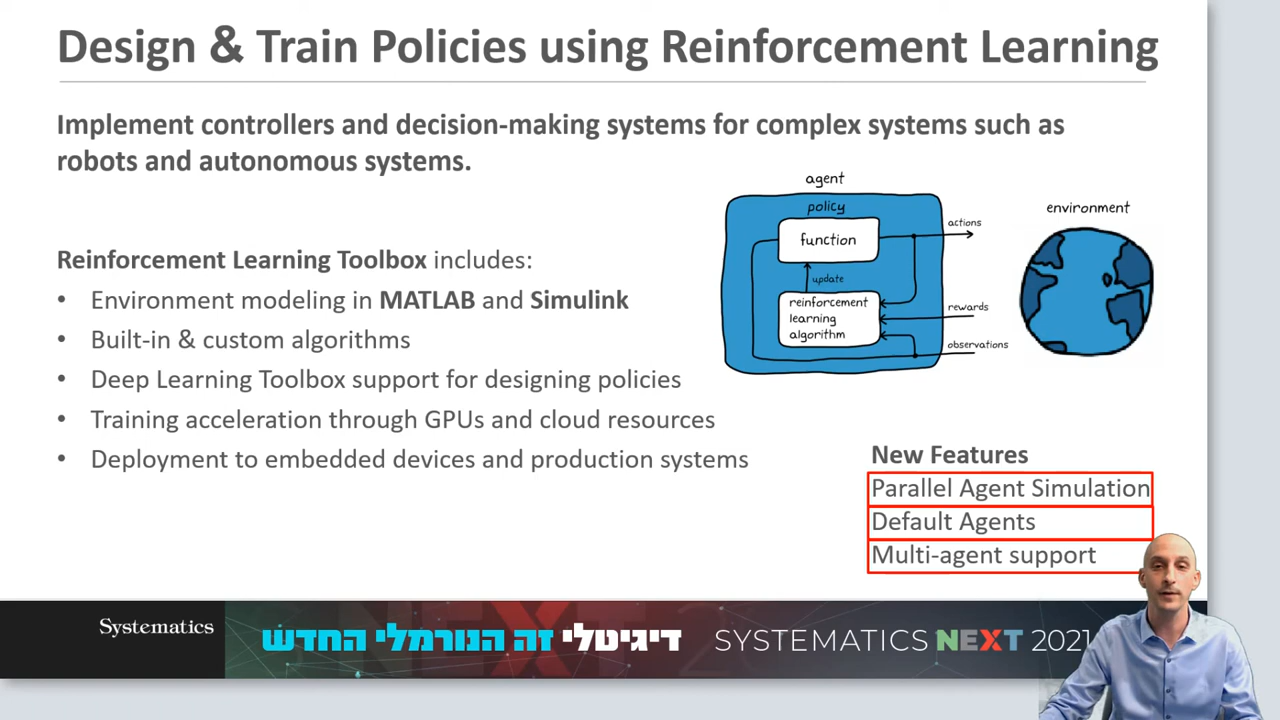 Design & Train Policies using Reinforcement Learning
Implement controllers and decision-making systems for complex systems such as
robots and autonomous systems.
Reinforcement Learning Toolbox includes:
• Environment modeling in MATLAB and Simulink
• Built-in & custom algorithms
• Deep Learning Toolbox support for designing policies
• Training acceleration through GPUs and cloud resources
• Deployment to embedded devices and production systems
agent
policy
function
update
reinforcement
learning
algorithm
actions
rewards
observations
environment
New Features
Parallel Agent Simulation
Default Agents
Multi-agent support
Systematics
דיגיטלי זה הנורמלי החדש
SYSTEMATICS NEXT 2021